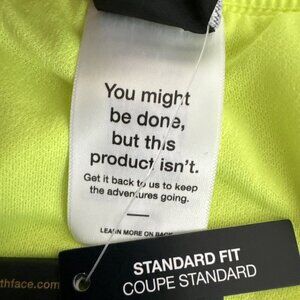 You might
be done,
but this
product isn't.
Get it back to us to keep
the adventures going.
LEARN MORE ON BACK
thface.com
STANDARD FIT
COUPE STANDARD